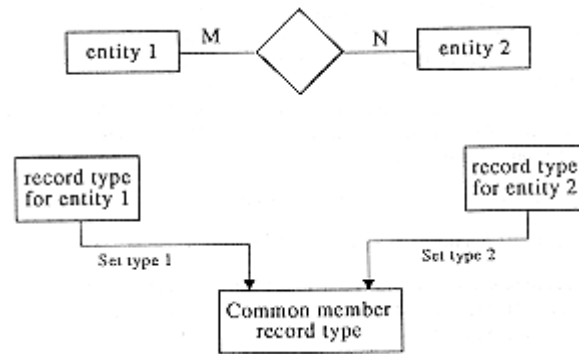 entity 1
M
N
entity 2
record type
for entity 1
record type
for entity 2
Set type 1
Set type 2
Common member
record type